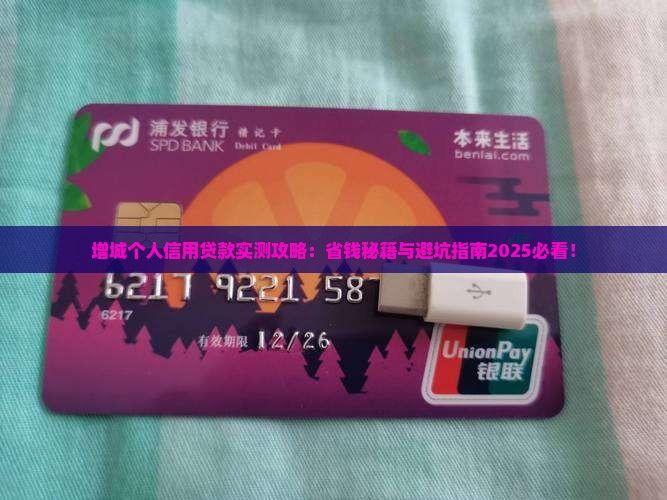 浦发银行 借记卡
SPD BANK Debit Card
本来生活
benlai.com
增城个人信用贷款实测攻略：省钱秘籍与避坑指南2025必看！
6217 9221 58
6217
有效期限 12/26
UnionPay
银联